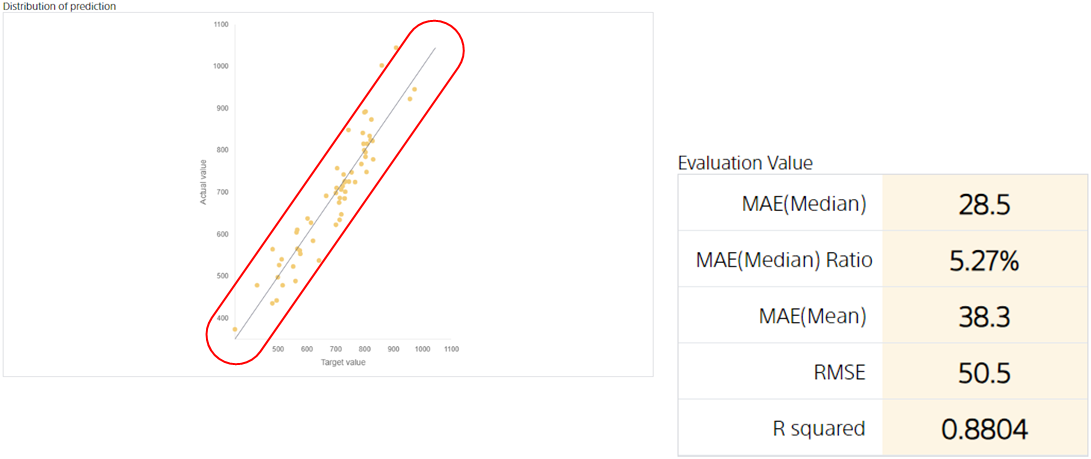 Distribution of prediction
1100
1000
900
800
700
600
500
400
Actual value
500 600 700 800 900 1000 1100
Target value
Evaluation Value
MAE(Median) 28.5
MAE(Median) Ratio 5.27%
MAE(Mean) 38.3
RMSE 50.5
R squared 0.8804